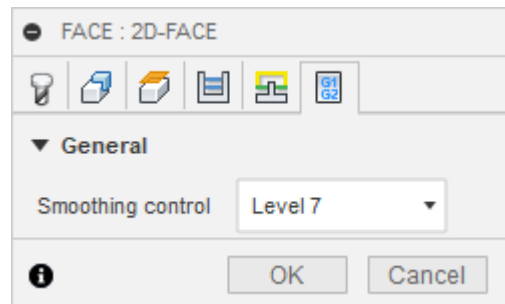 FACE : 2D-FACE
G1
G2
General
Smoothing control Level 7
OK Cancel